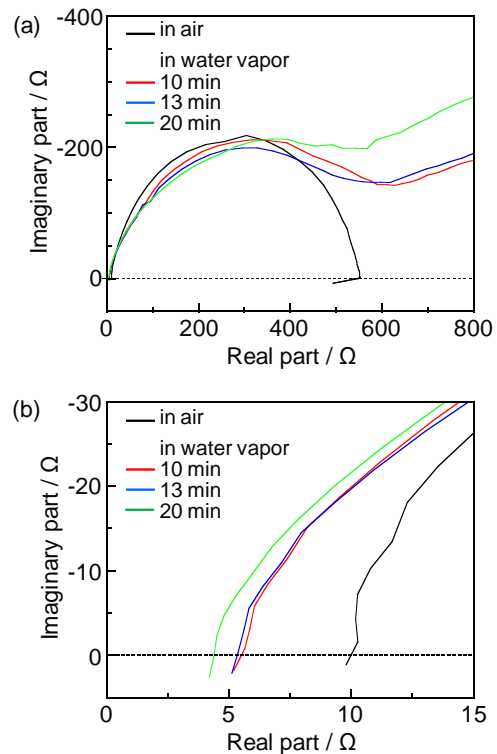 (a)
-400
-300
-200
-100
0
Imaginary part / Ω
in air
in water vapor
10 min
13 min
20 min
0 200 400 600 800
Real part / Ω
(b)
-30
-20
-10
0
Imaginary part / Ω
in air
in water vapor
10 min
13 min
20 min
0 5 10 15
Real part / Ω